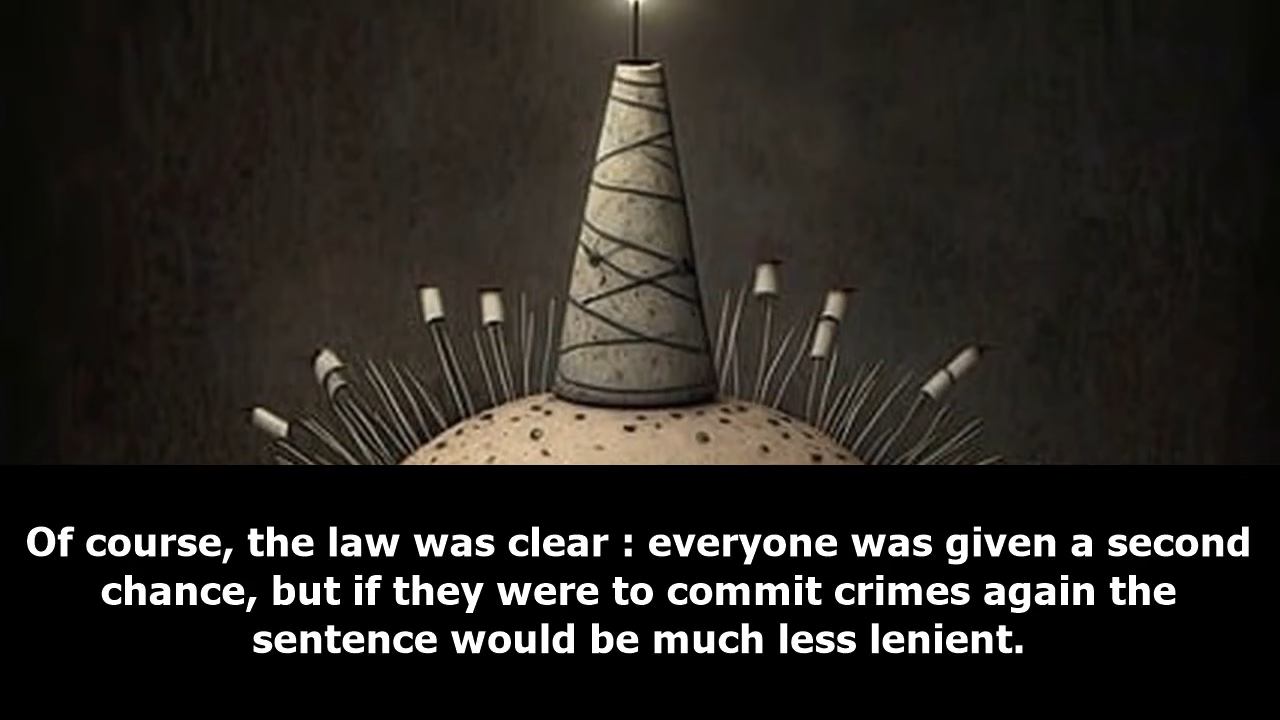 Of course, the law was clear : everyone was given a second
chance, but if they were to commit crimes again the
sentence would be much less lenient.